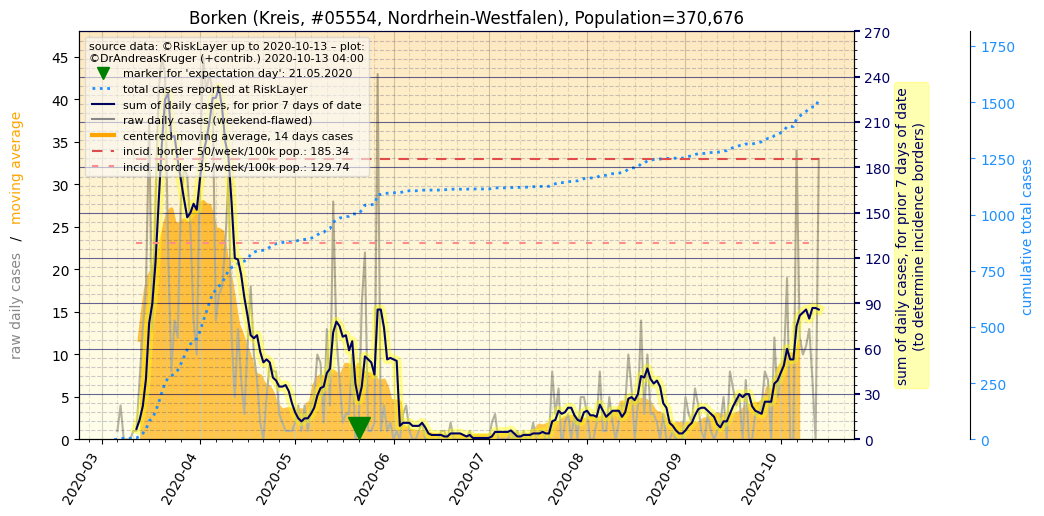 Borken (Kreis, #05554, Nordrhein-Westfalen), Population=370,676
source data: ©RiskLayer up to 2020-10-13 – plot:
©DrAndreasKruger (+contrib.) 2020-10-13 04:00
marker for 'expectation day': 21.05.2020
total cases reported at RiskLayer
sum of daily cases, for prior 7 days of date
raw daily cases (weekend-flawed)
centered moving average, 14 days cases
incid. border 50/week/100k pop.: 185.34
incid. border 35/week/100k pop.: 129.74
raw daily cases / moving average
45
40
35
30
25
20
15
10
5
0
270
240
210
180
150
120
90
60
30
0
sum of daily cases, for prior 7 days of date
(to determine incidence borders)
1750
1500
1250
1000
750
500
250
0
cumulative total cases
2020-03
2020-04
2020-05
2020-06
2020-07
2020-08
2020-09
2020-10